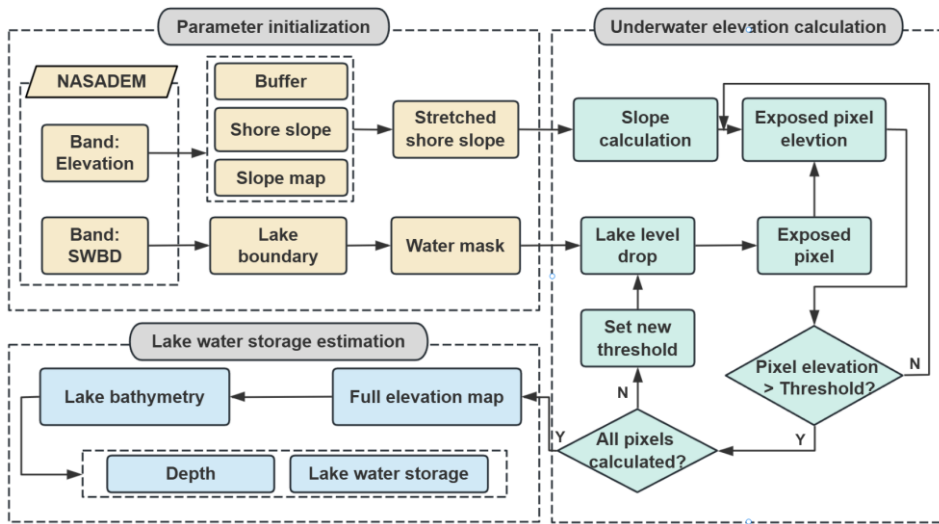 Parameter initialization
NASADEM
Band:
Elevation
Buffer
Shore slope
Slope map
Stretched
shore slope
Band:
SWBD
Lake
boundary
Water mask
Underwater elevation calculation
Slope
calculation
Exposed pixel
elevtion
Lake level
drop
Exposed
pixel
Set new
threshold
Pixel elevation
> Threshold?
N
Y
N
All pixels
calculated?
Y
Lake water storage estimation
Lake bathymetry
Full elevation map
Depth
Lake water storage